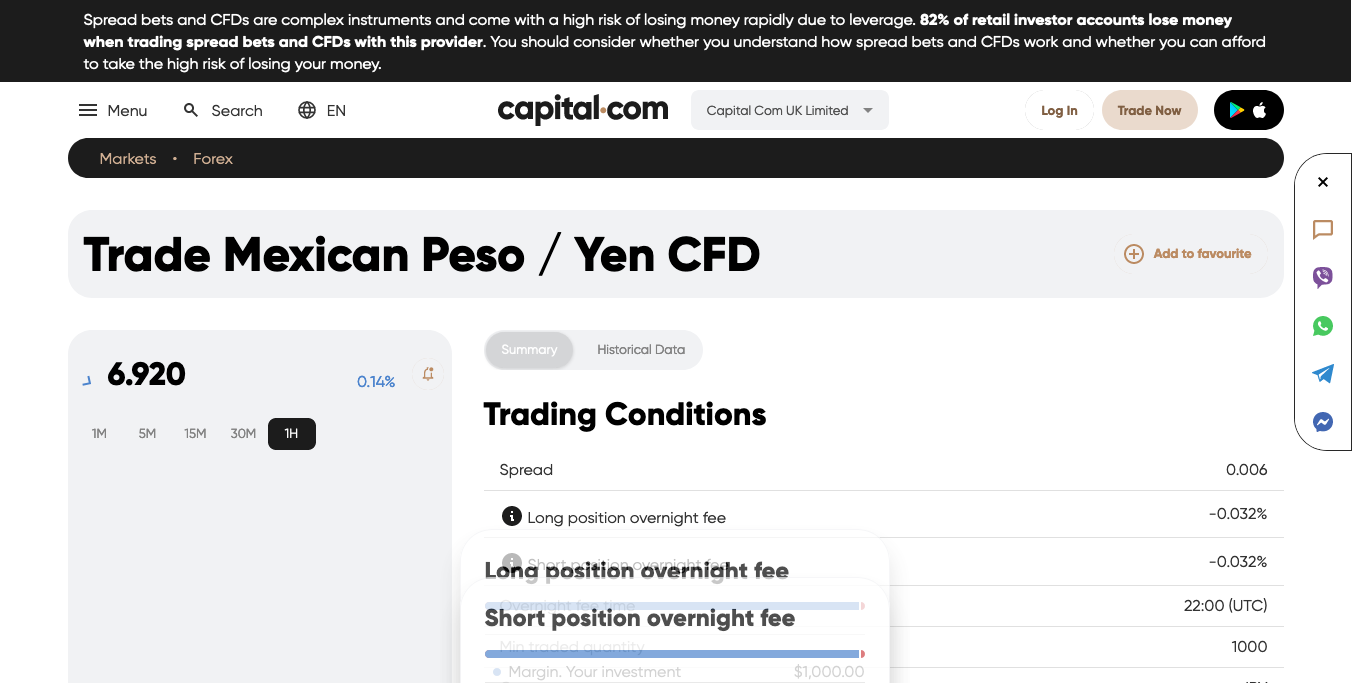 Spread bets and CFDs are complex instruments and come with a high risk of losing money rapidly due to leverage. 82% of retail investor accounts lose money
when trading spread bets and CFDs with this provider. You should consider whether you understand how spread bets and CFDs work and whether you can afford
to take the high risk of losing your money.
Menu Search EN capital.com Capital Com UK Limited Log In Trade Now
Markets • Forex
Trade Mexican Peso / Yen CFD Add to favourite
6.920 0.14%
1M 5M 15M 30M 1H
Summary Historical Data
Trading Conditions
Spread 0.006
Long position overnight fee -0.032%
Short position overnight fee -0.032%
Long position overnight fee
Overnight fee time 22:00 (UTC)
Short position overnight fee
Min traded quantity 1000
Margin. Your investment $1,000.00